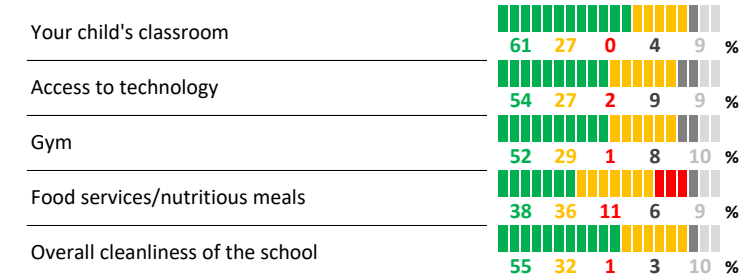 Your child's classroom
61 27 0 4 9 %
Access to technology
54 27 2 9 9 %
Gym
52 29 1 8 10 %
Food services/nutritious meals
38 36 11 6 9 %
Overall cleanliness of the school
55 32 1 3 10 %